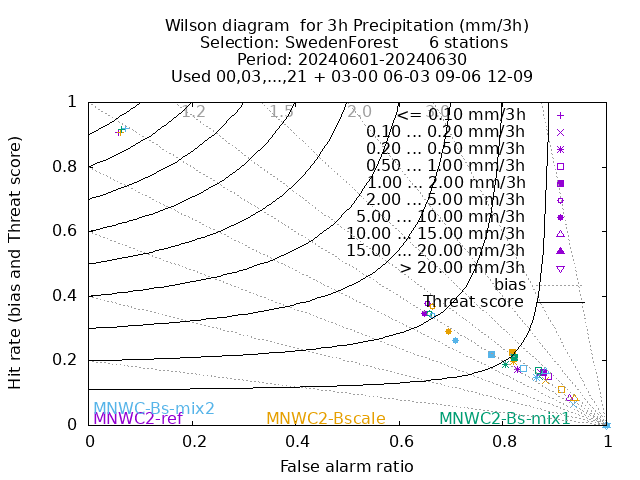 Wilson diagram  for 3h Precipitation (mm/3h)
Selection: SwedenForest      6 stations
Period: 20240601-20240630
Used 00,03,...,21 + 03-00 06-03 09-06 12-09
1.2 1.5 2.0 3.0
<= 0.10 mm/3h
0.10 ... 0.20 mm/3h
0.20 ... 0.50 mm/3h
0.50 ... 1.00 mm/3h
1.00 ... 2.00 mm/3h
2.00 ... 5.00 mm/3h
5.00 ... 10.00 mm/3h
10.00 ... 15.00 mm/3h
15.00 ... 20.00 mm/3h
> 20.00 mm/3h
bias
Threat score
Hit rate (bias and Threat score)
1
0.8
0.6
0.4
0.2
0
MNWC-Bs-mix2
MNWC2-ref MNWC2-Bscale MNWC2-Bs-mix1
0 0.2 0.4 0.6 0.8 1
False alarm ratio